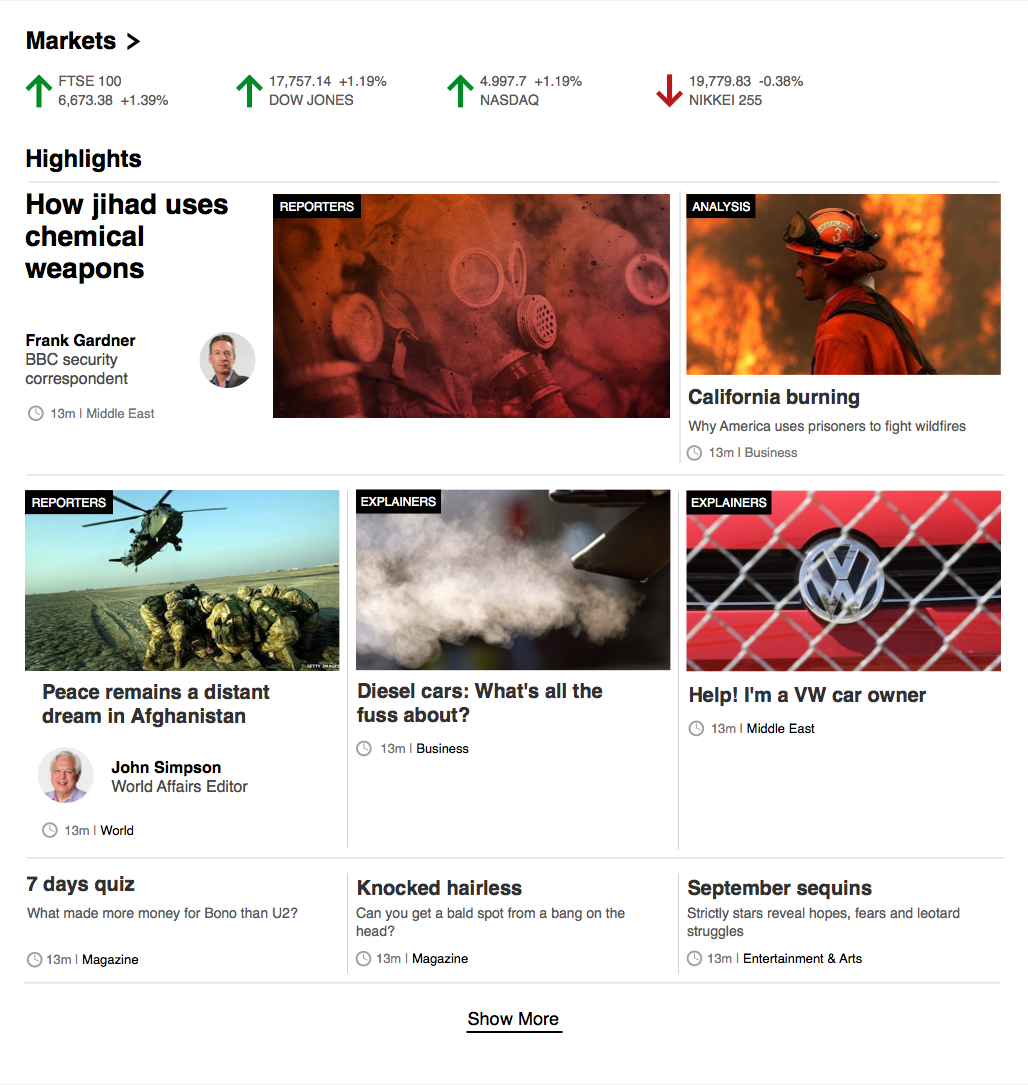 Markets >
FTSE 100
6,673.38 +1.39%
17,757.14 +1.19%
DOW JONES
4.997.7 +1.19%
NASDAQ
19,779.83 -0.38%
NIKKEI 255
Highlights
How jihad uses
chemical
weapons
Frank Gardner
BBC security
correspondent
13m | Middle East
REPORTERS
ANALYSIS
3
California burning
Why America uses prisoners to fight wildfires
13m | Business
REPORTERS
GETTY IMAGES
Peace remains a distant
dream in Afghanistan
John Simpson
World Affairs Editor
13m | World
EXPLAINERS
Diesel cars: What's all the
fuss about?
13m | Business
EXPLAINERS
VW
Help! I'm a VW car owner
13m | Middle East
7 days quiz
What made more money for Bono than U2?
13m | Magazine
Knocked hairless
Can you get a bald spot from a bang on the
head?
13m | Magazine
September sequins
Strictly stars reveal hopes, fears and leotard
struggles
13m | Entertainment & Arts
Show More